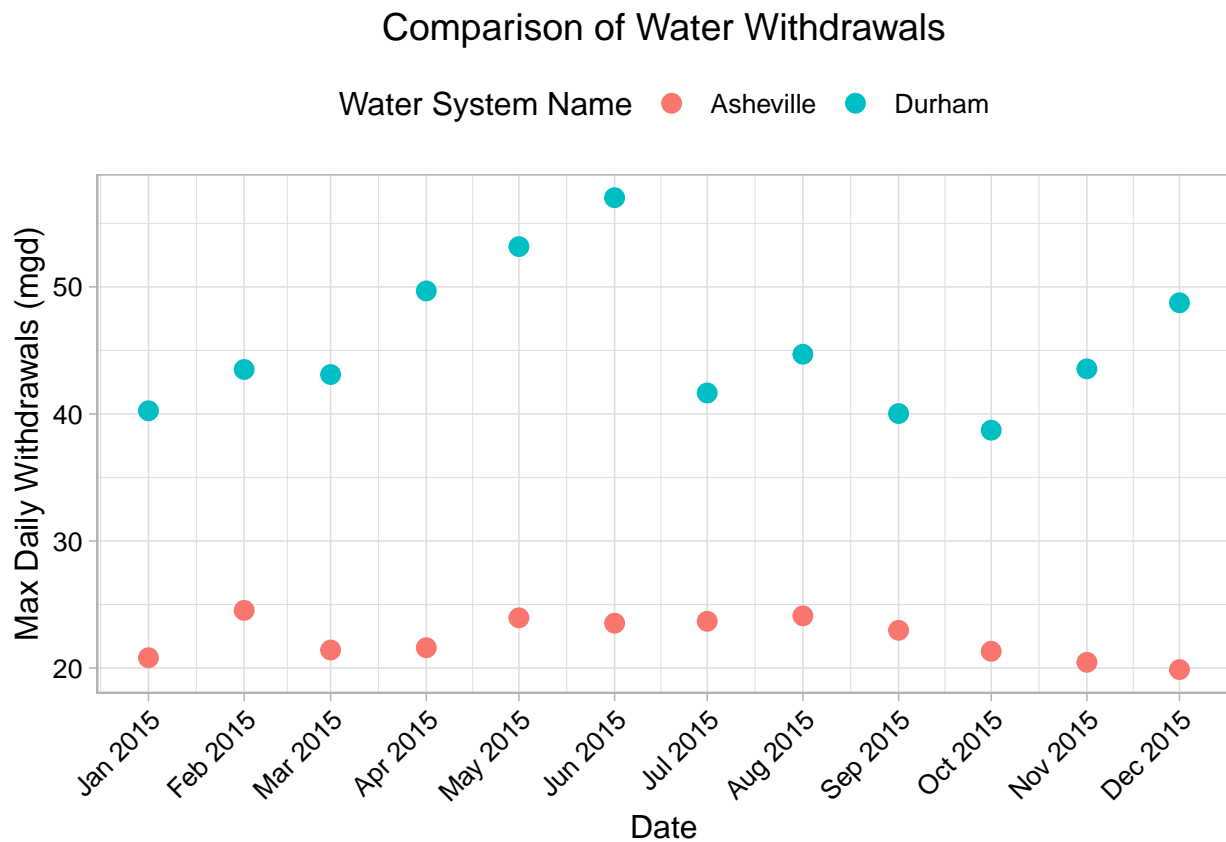 Comparison of Water Withdrawals
Water System Name Asheville Durham
Max Daily Withdrawals (mgd)
50
40
30
20
Jan 2015
Feb 2015
Mar 2015
Apr 2015
May 2015
Jun 2015
Jul 2015
Aug 2015
Sep 2015
Oct 2015
Nov 2015
Dec 2015
Date